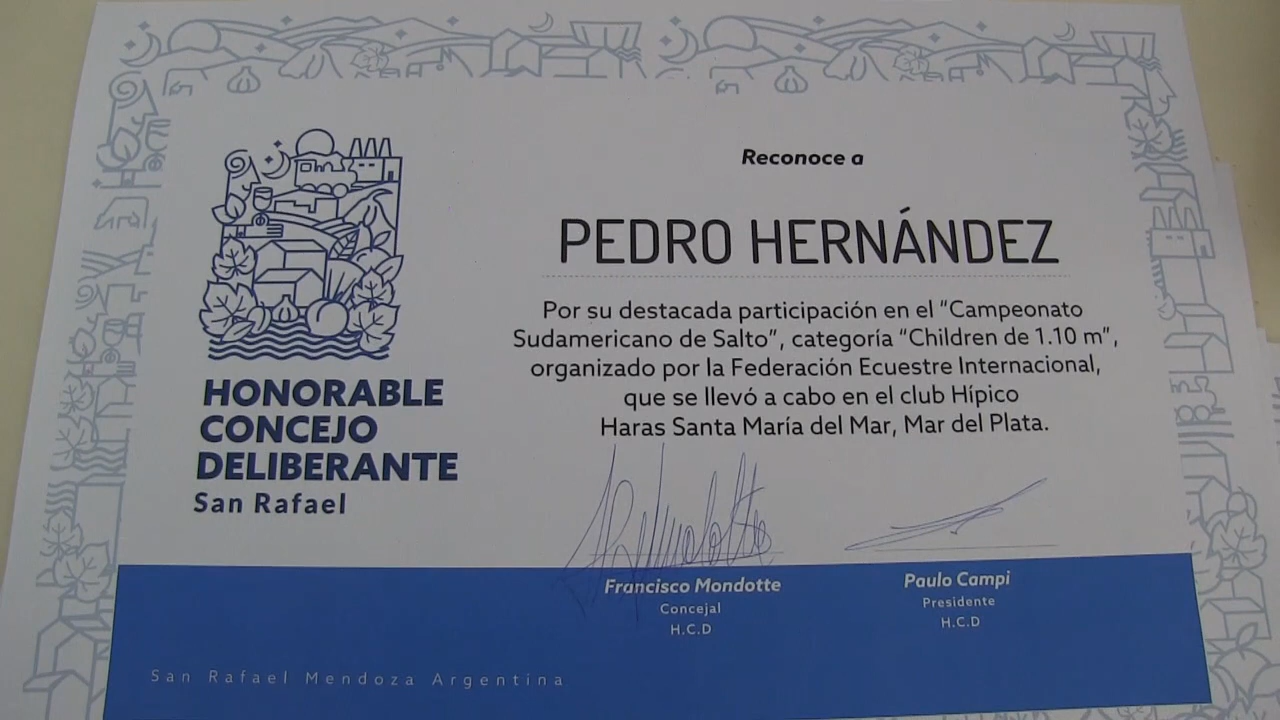 Reconoce a
PEDRO HERNÁNDEZ
Por su destacada participación en el “Campeonato
Sudamericano de Salto”, categoría “Children de 1.10 m”,
organizado por la Federación Ecuestre Internacional,
que se llevó a cabo en el club Hípico
Haras Santa María del Mar, Mar del Plata.
HONORABLE
CONCEJO
DELIBERANTE
San Rafael
Francisco Mondotte
Concejal
H.C.D
Paulo Campi
Presidente
H.C.D
San Rafael Mendoza Argentina